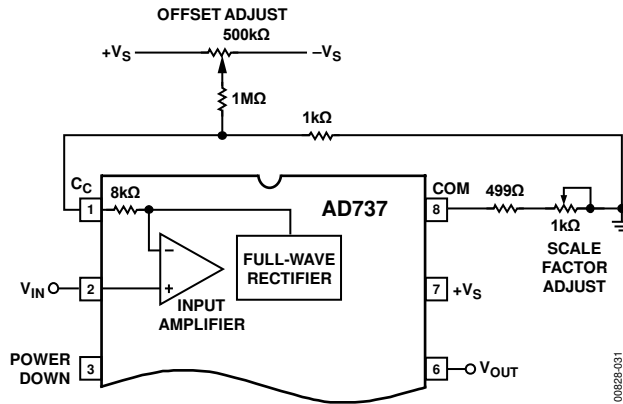 OFFSET ADJUST
500kΩ
+VS
–VS
1MΩ
1kΩ
CC
8kΩ
AD737
COM
499Ω
1
8
1kΩ
SCALE
FACTOR
ADJUST
FULL-WAVE
RECTIFIER
–
+
VIN
2
INPUT
AMPLIFIER
7
+VS
POWER
DOWN
3
6
VOUT
00828-031